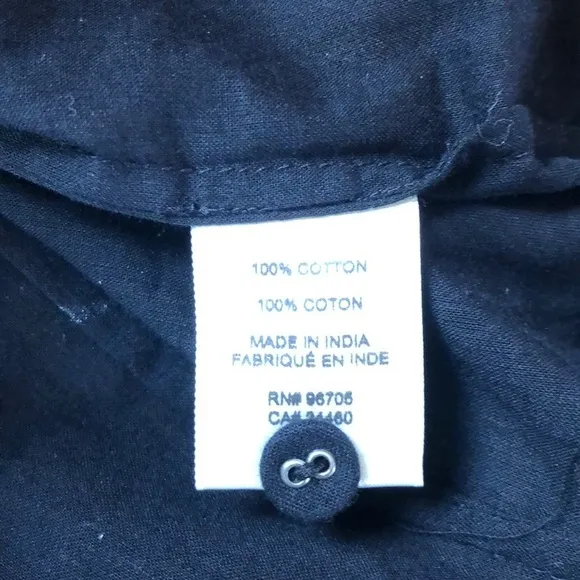 100% COTTON
100% COTON
MADE IN INDIA
FABRIQUÉ EN INDE
RN# 96705
CA#